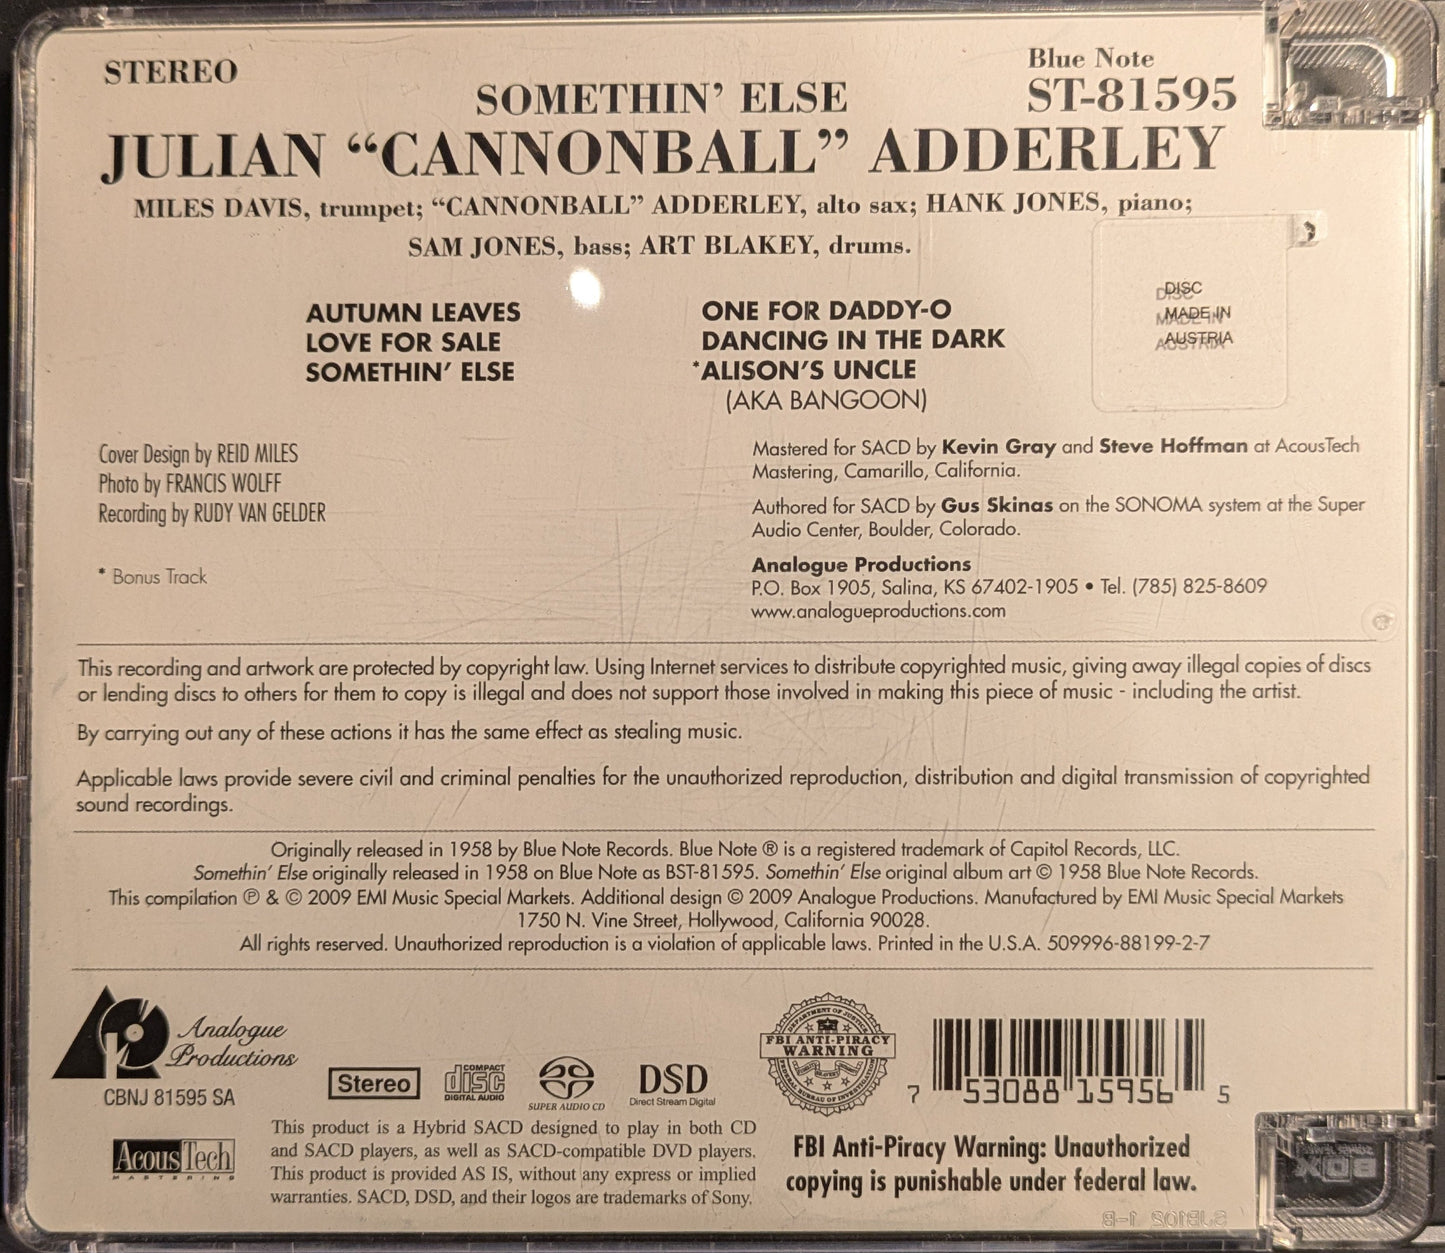 STEREO
Blue Note
SOMETHIN' ELSE
ST-81595
JULIAN “CANNONBALL” ADDERLEY
MILES DAVIS, trumpet; “CANNONBALL” ADDERLEY, alto sax; HANK JONES, piano;
SAM JONES, bass; ART BLAKEY, drums.
AUTUMN LEAVES
LOVE FOR SALE
SOMETHIN' ELSE
ONE FOR DADDY-O
DANCING IN THE DARK
*ALISON'S UNCLE
(AKA BANGOON)
DISC
MADE IN
AUSTRIA
Cover Design by REID MILES
Photo by FRANCIS WOLFF
Recording by RUDY VAN GELDER
* Bonus Track
Mastered for SACD by Kevin Gray and Steve Hoffman at AcousTech
Mastering, Camarillo, California.
Authored for SACD by Gus Skinas on the SONOMA system at the Super
Audio Center, Boulder, Colorado.
Analogue Productions
P.O. Box 1905, Salina, KS 67402-1905 • Tel. (785) 825-8609
www.analogueproductions.com
This recording and artwork are protected by copyright law. Using Internet services to distribute copyrighted music, giving away illegal copies of discs
or lending discs to others for them to copy is illegal and does not support those involved in making this piece of music - including the artist.
By carrying out any of these actions it has the same effect as stealing music.
Applicable laws provide severe civil and criminal penalties for the unauthorized reproduction, distribution and digital transmission of copyrighted
sound recordings.
Originally released in 1958 by Blue Note Records. Blue Note ® is a registered trademark of Capitol Records, LLC.
Somethin' Else originally released in 1958 on Blue Note as BST-81595. Somethin' Else original album art © 1958 Blue Note Records.
This compilation ℗ & © 2009 EMI Music Special Markets. Additional design © 2009 Analogue Productions. Manufactured by EMI Music Special Markets
1750 N. Vine Street, Hollywood, California 90028.
All rights reserved. Unauthorized reproduction is a violation of applicable laws. Printed in the U.S.A. 509996-88199-2-7
Analogue
Productions
CBNJ 81595 SA
AcousTech
MASTERING
Stereo
COMPACT
disc
DIGITAL AUDIO
SUPER AUDIO CD
DSD
Direct Stream Digital
This product is a Hybrid SACD designed to play in both CD
and SACD players, as well as SACD-compatible DVD players.
This product is provided AS IS, without any express or implied
warranties. SACD, DSD, and their logos are trademarks of Sony.
DEPARTMENT OF JUSTICE
FBI ANTI-PIRACY
WARNING
FEDERAL BUREAU OF INVESTIGATION
7 53088 15956 5
FBI Anti-Piracy Warning: Unauthorized
copying is punishable under federal law.